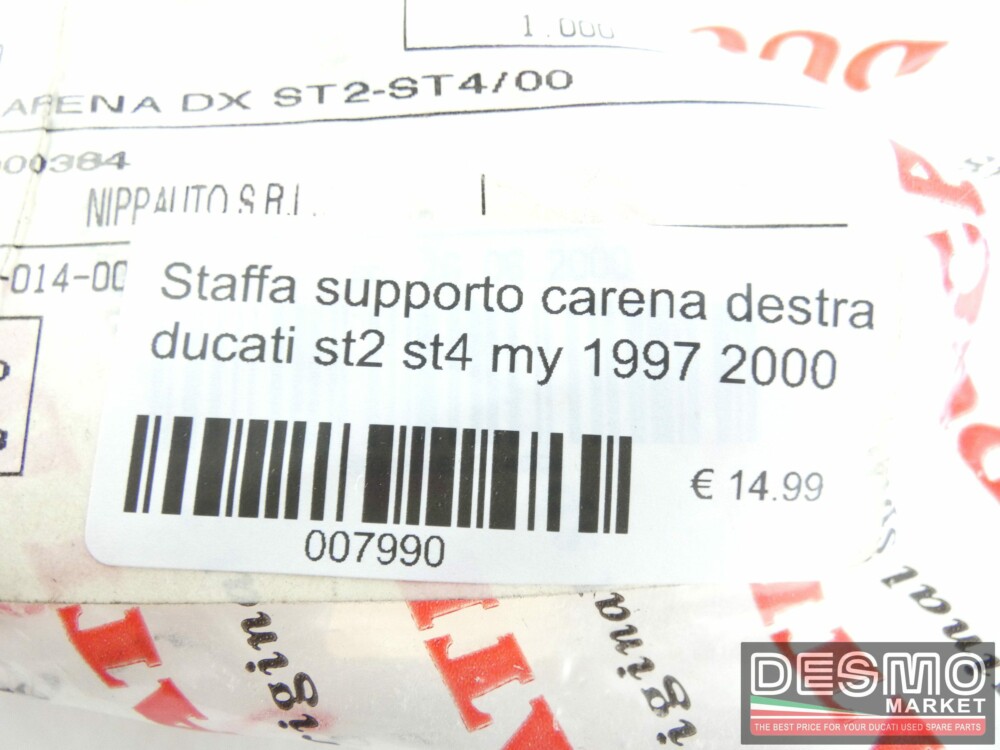 1.000
ARENA DX ST2-ST4/00
000384
NIPPAUTO S.R.L.
-014-00
Staffa supporto carena destra
ducati st2 st4 my 1997 2000
€ 14.99
007990
DESMO
MARKET
THE BEST PRICE FOR YOUR DUCATI USED SPARE PARTS